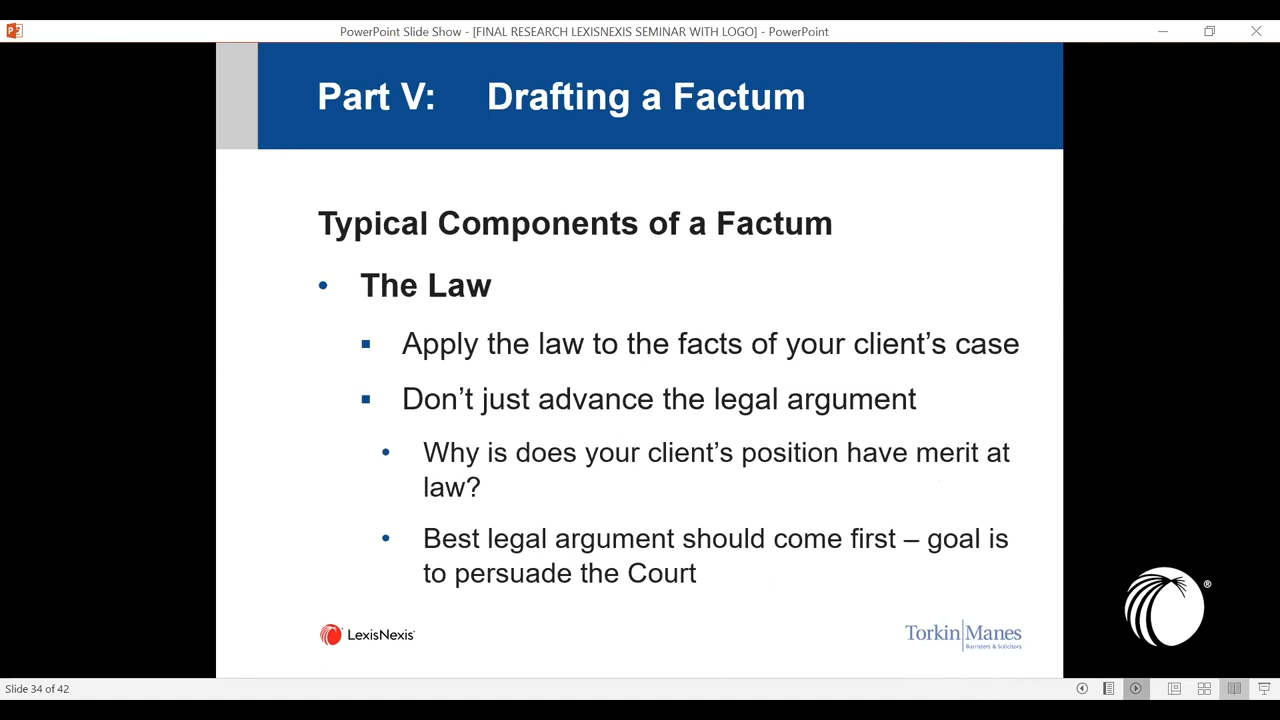 PowerPoint Slide Show - [FINAL RESEARCH LEXISNEXIS SEMINAR WITH LOGO] - PowerPoint
Part V: Drafting a Factum
Typical Components of a Factum
• The Law
▪ Apply the law to the facts of your client’s case
▪ Don’t just advance the legal argument
• Why is does your client’s position have merit at
law?
• Best legal argument should come first – goal is
to persuade the Court
LexisNexis®
Torkin|Manes
Barristers & Solicitors
®
Slide 34 of 42